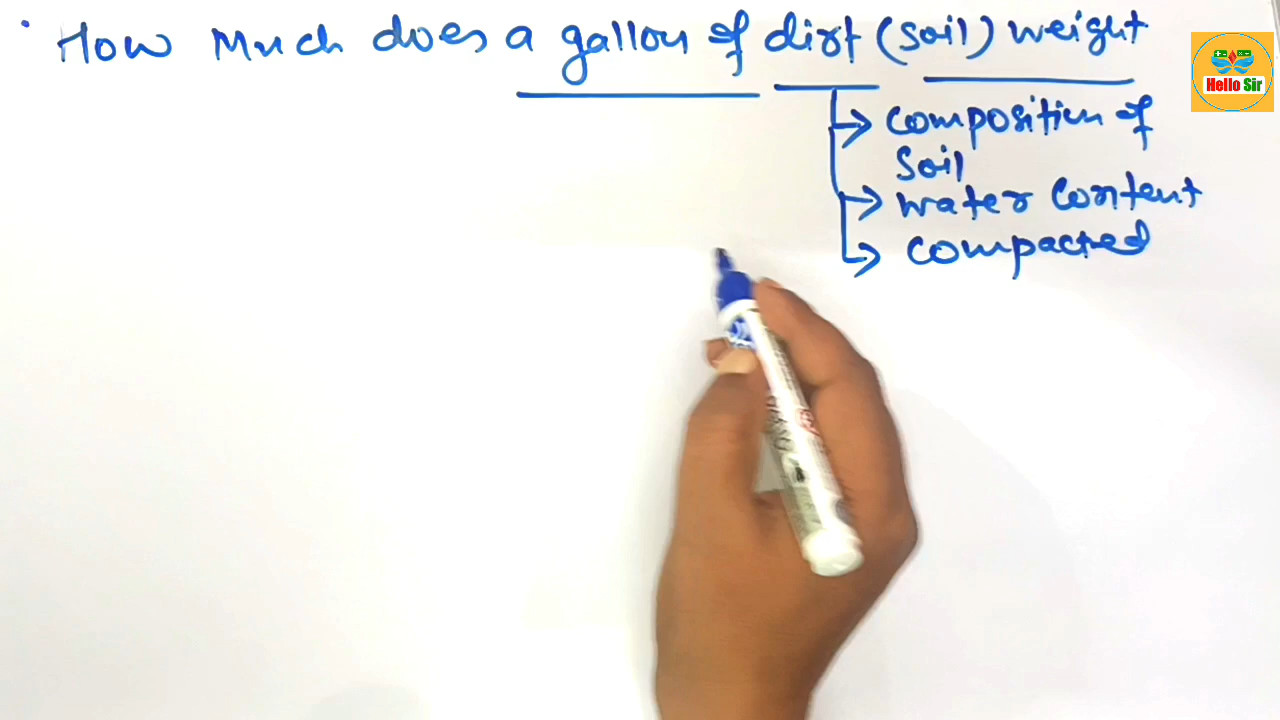 How Much does a gallon of dirt (soil) weight
→ composition of
soil
→ water content
→ compacted
Hello Sir